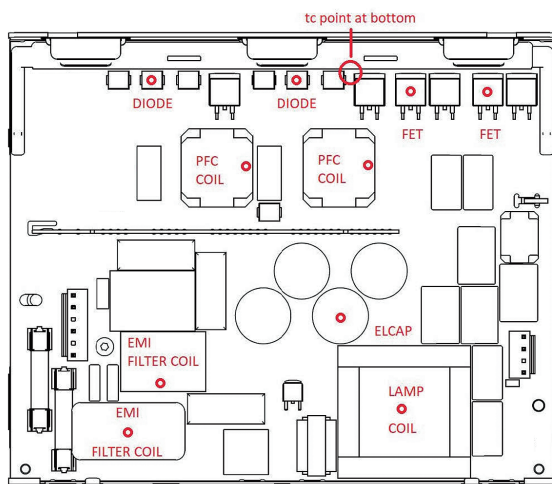 tc point at bottom
DIODE
DIODE
FET
FET
PFC
COIL
PFC
COIL
ELCAP
EMI
FILTER COIL
LAMP
COIL
EMI
FILTER COIL